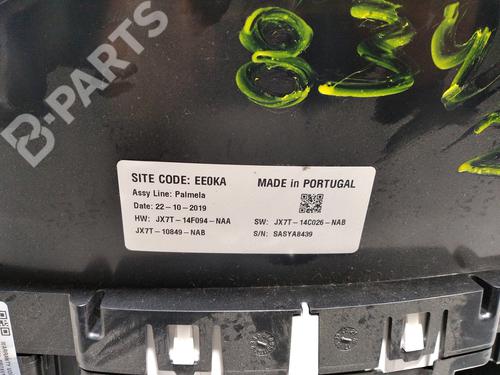 B-PARTS
834
SITE CODE: EE0KA
MADE in PORTUGAL
Assy Line: Palmela
Date: 22-10-2019
HW: JX7T-14F094-NAA
SW: JX7T-14C026-NAB
JX7T-10849-NAB
S/N: SASYA8439